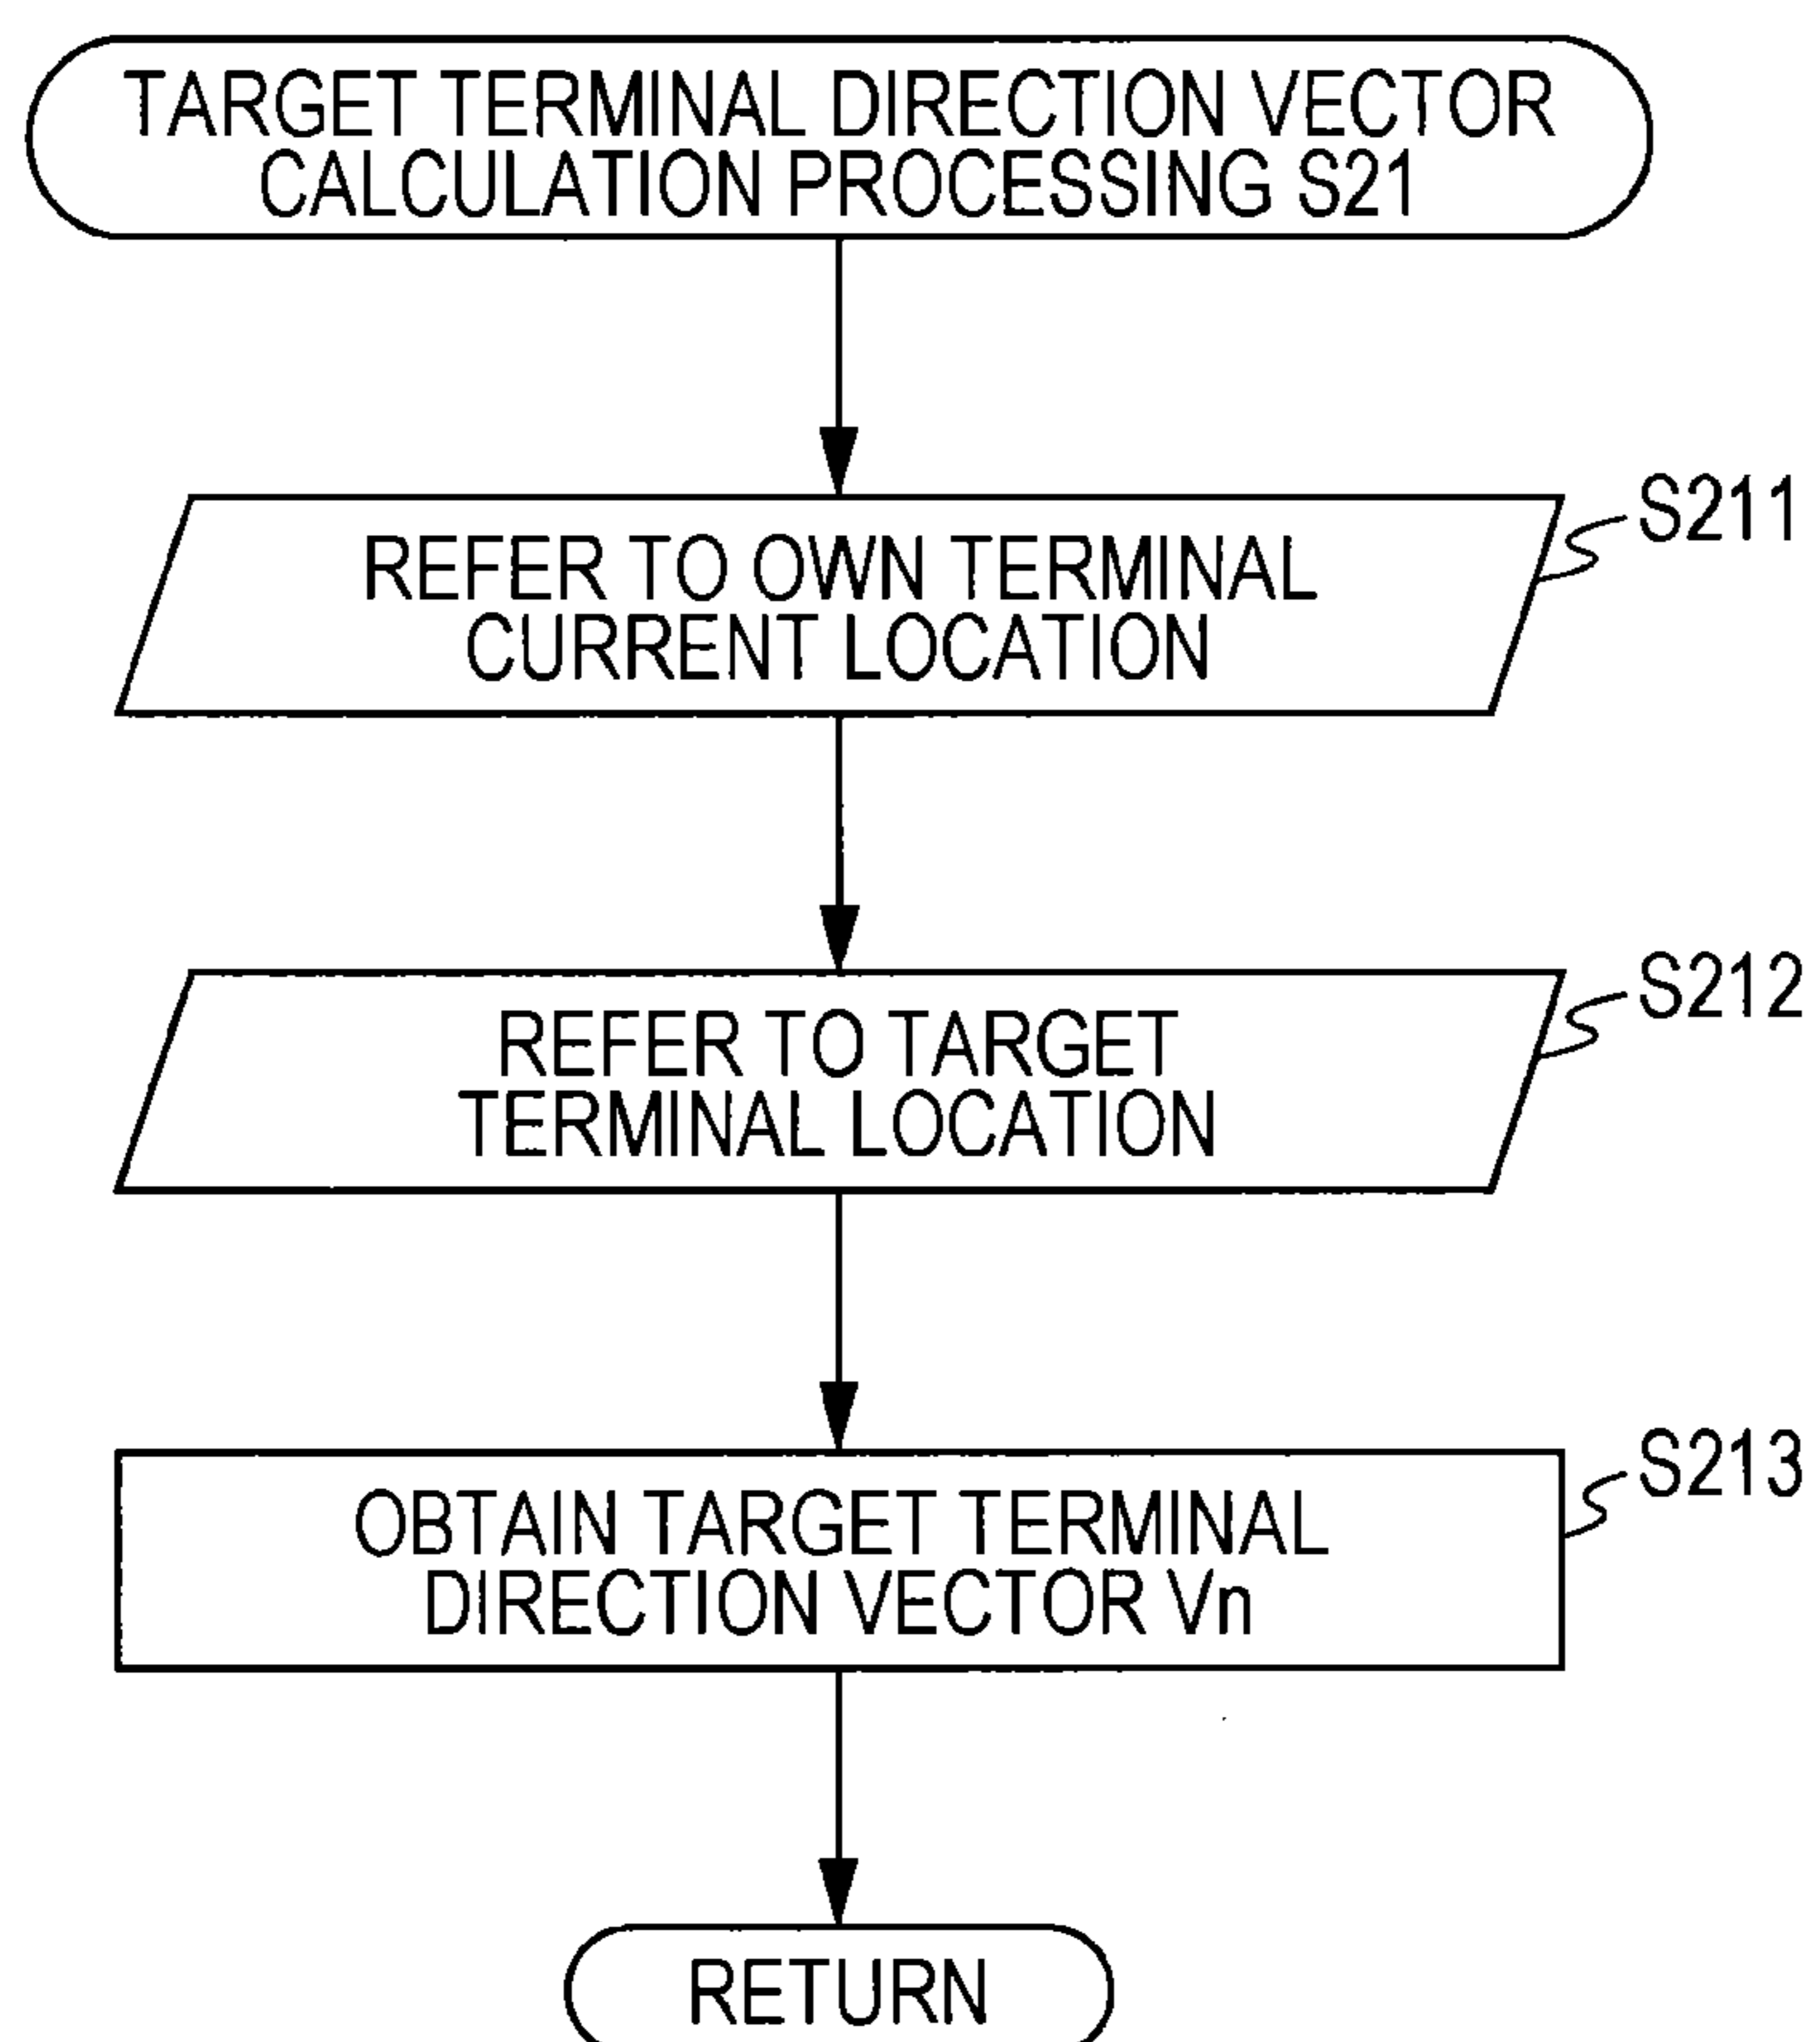 TARGET TERMINAL DIRECTION VECTOR
CALCULATION PROCESSING S21
S211
REFER TO OWN TERMINAL
CURRENT LOCATION
S212
REFER TO TARGET
TERMINAL LOCATION
S213
OBTAIN TARGET TERMINAL
DIRECTION VECTOR Vn
RETURN